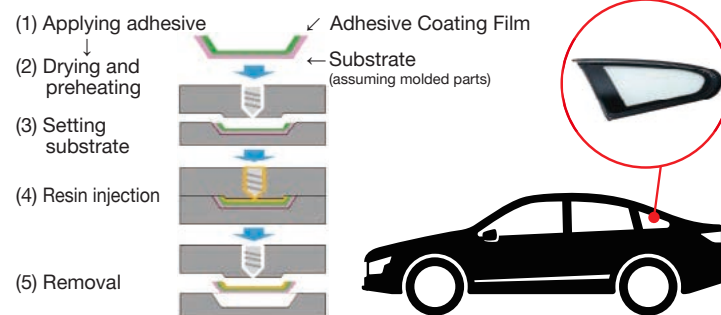 (1) Applying adhesive
↓
(2) Drying and
preheating
(3) Setting
substrate
(4) Resin injection
(5) Removal
↙ Adhesive Coating Film
←Substrate
(assuming molded parts)